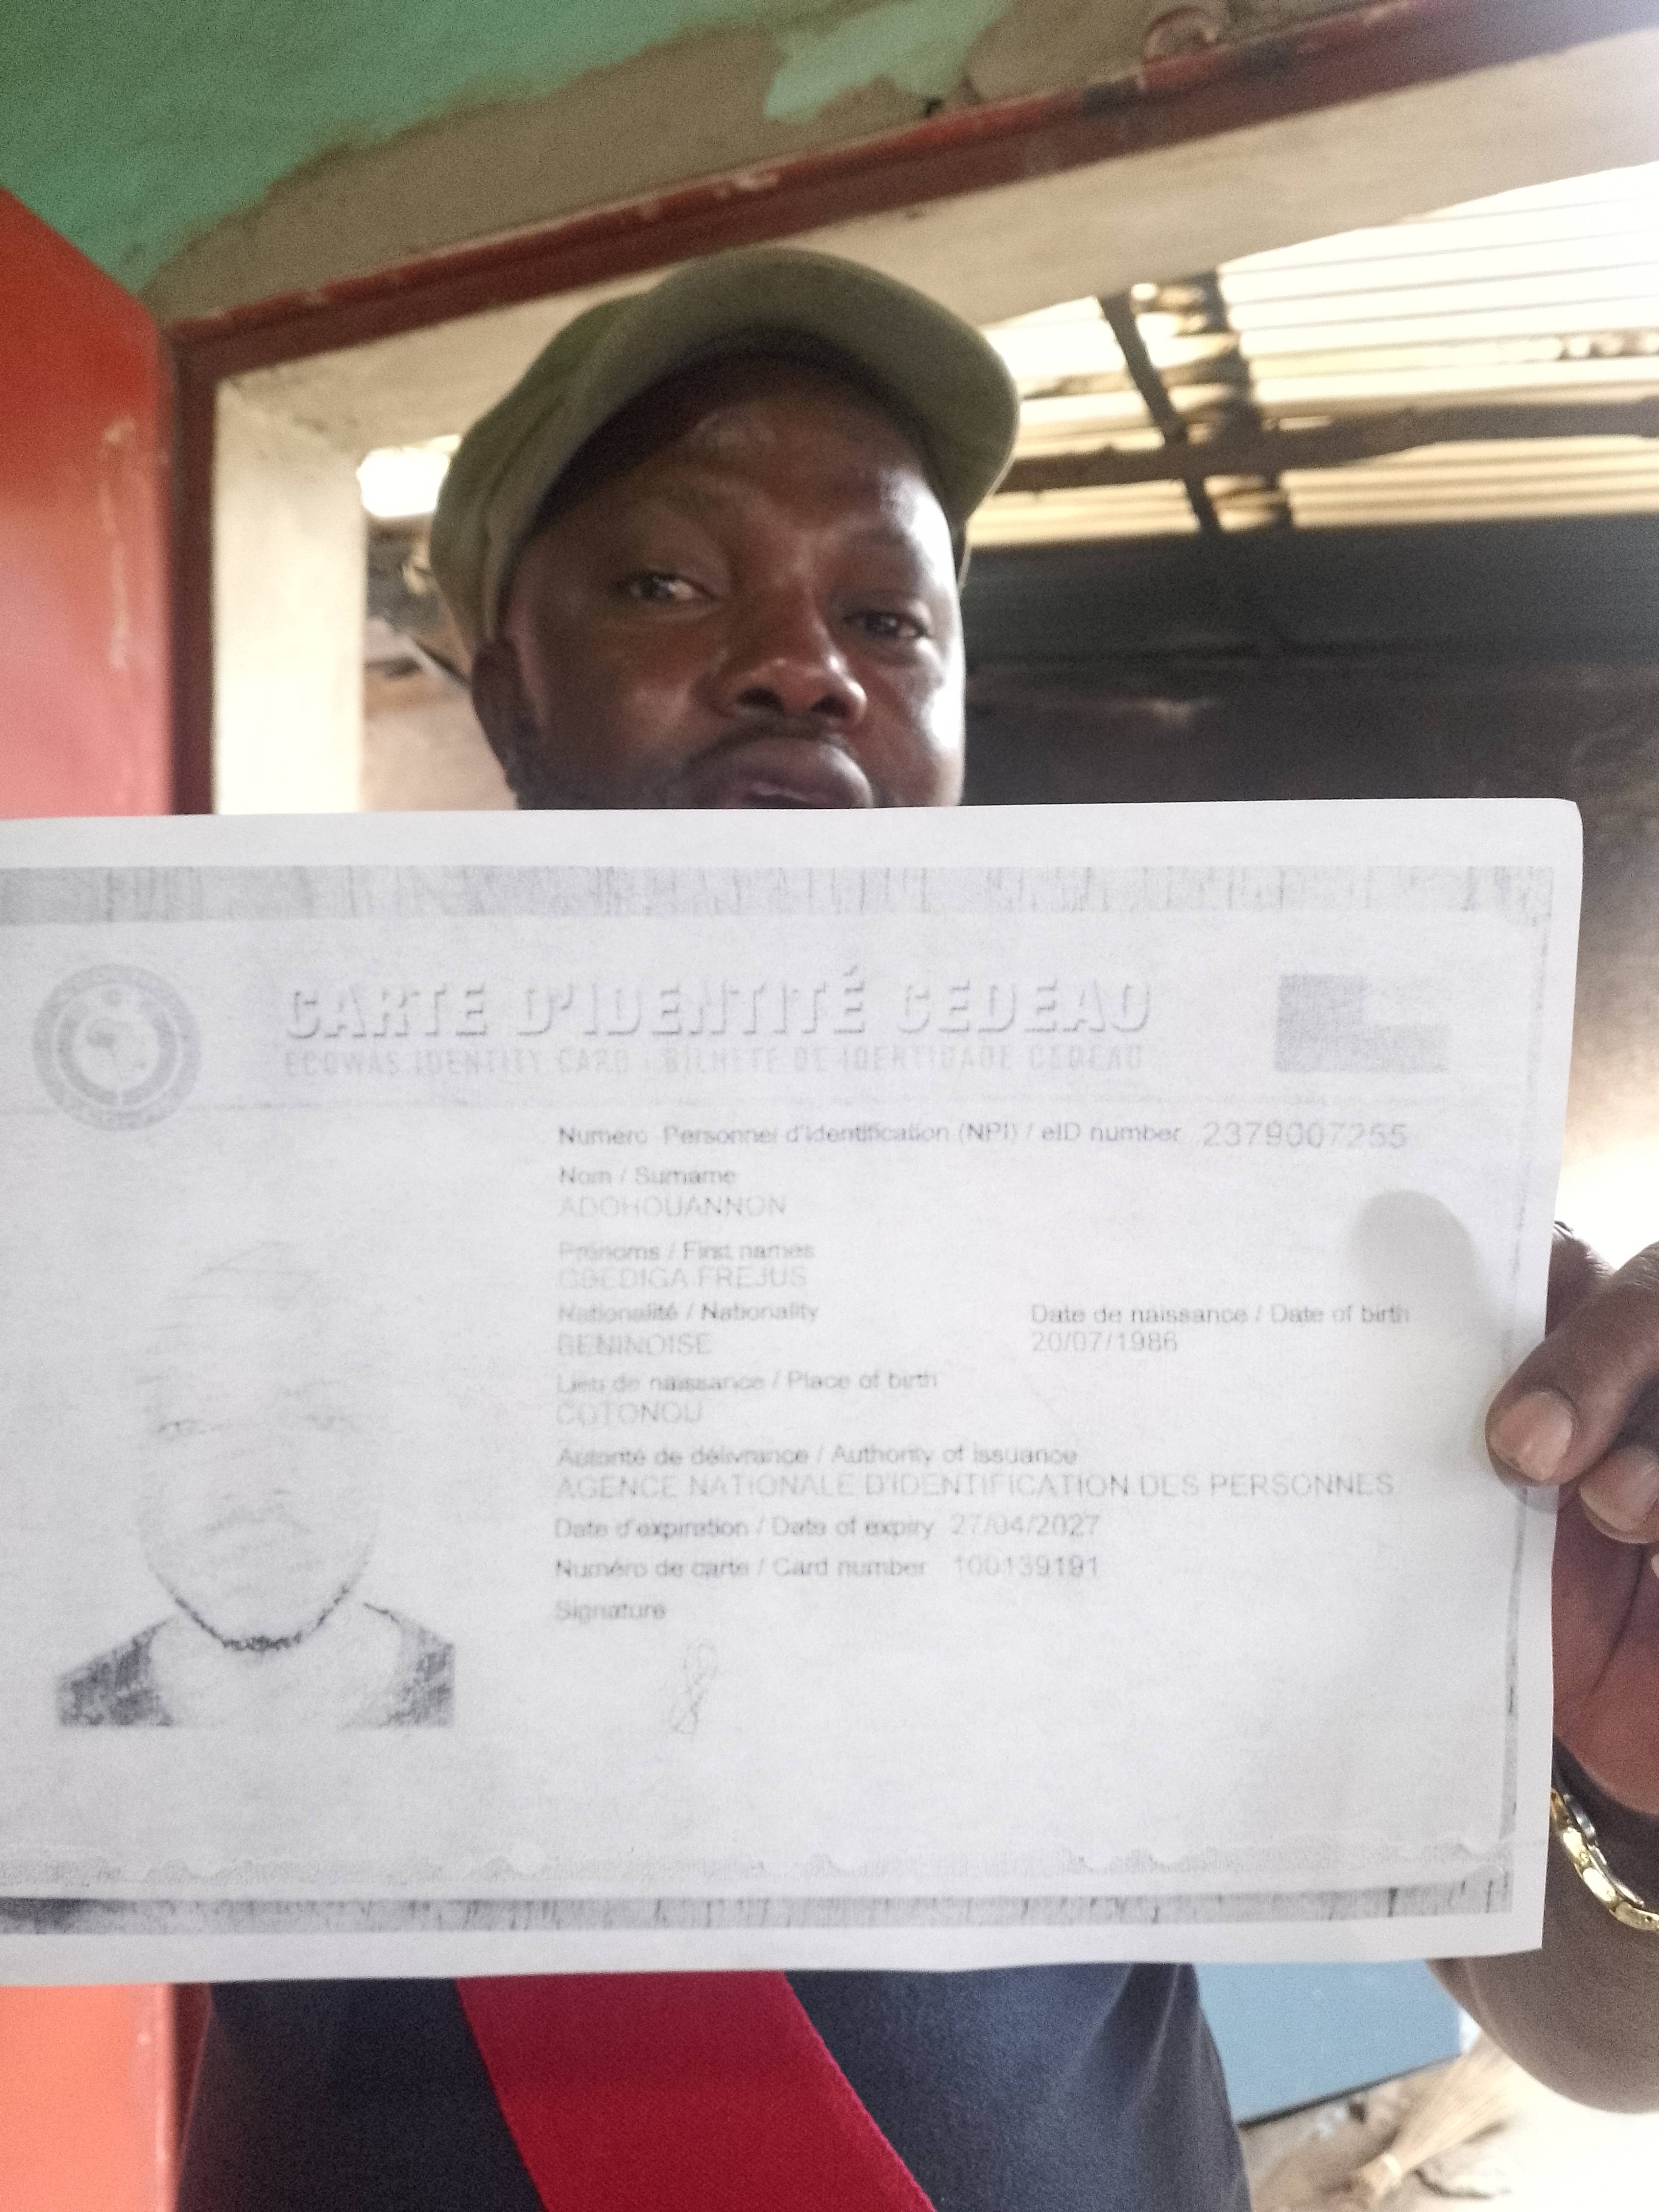 CARTE D'IDENTITÉ CEDEAO
ECOWAS IDENTITY CARD / BILHETE DE IDENTIDADE CEDEAO
Numéro Personnel d'identification (NPI) / eID number 2379007255
Nom / Surname
ADOHOUANNON
Prénoms / First names
GBEDIGA FREJUS
Nationalité / Nationality
BENINOISE
Date de naissance / Date of birth
20/07/1986
Lieu de naissance / Place of birth
COTONOU
Autorité de délivrance / Authority of issuance
AGENCE NATIONALE D'IDENTIFICATION DES PERSONNES
Date d'expiration / Date of expiry 27/04/2027
Numéro de carte / Card number 100139191
Signature